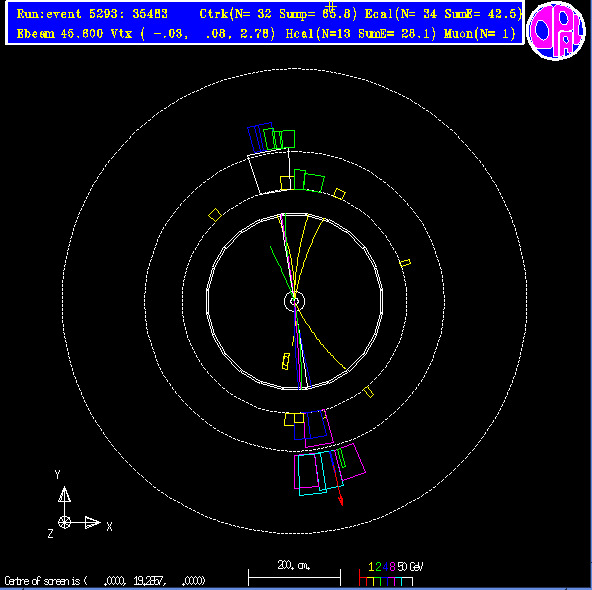 Run:event 5293: 35483 Ctrk(N= 32 Sump= 65.8) Ecal(N= 34 SumE= 42.5)
Ebeam 45.600 Vtx ( -.03, .08, 2.78) Hcal(N=13 SumE= 28.1) Muon(N= 1)
OPAL
Y
X
Z
200. cm.
1 2 4 8 50 GeV
Centre of screen is ( .0000, 19.2857, .0000)